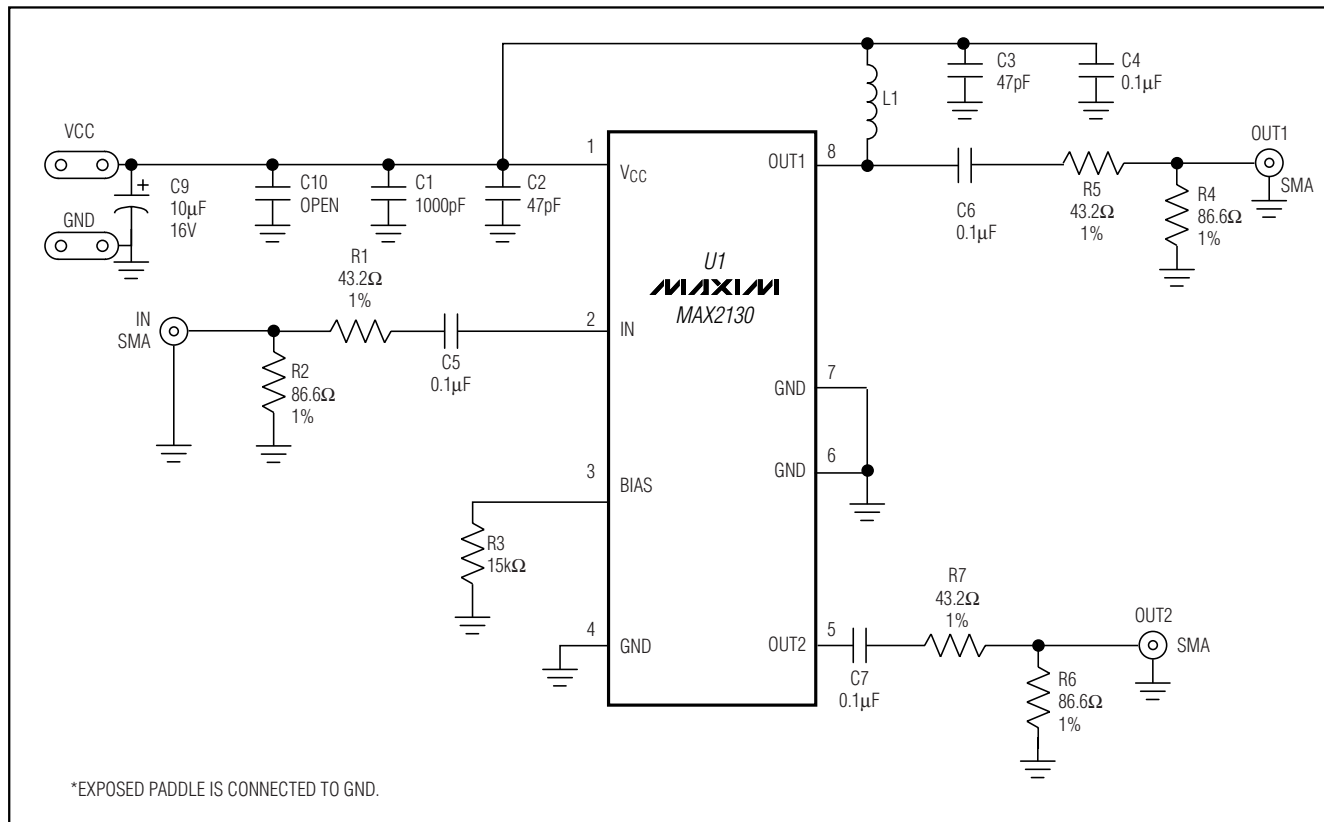 C3
47pF
C4
0.1µF
L1
VCC
OUT1
1
8
VCC
OUT1
C9
10µF
16V
+
C10
OPEN
C1
1000pF
C2
47pF
SMA
GND
C6
0.1µF
R5
43.2Ω
1%
R4
86.6Ω
1%
R1
43.2Ω
1%
U1
MAXIM
MAX2130
IN
SMA
2
IN
C5
0.1µF
R2
86.6Ω
1%
7
GND
6
GND
3
BIAS
R3
15kΩ
R7
43.2Ω
1%
4
GND
5
OUT2
OUT2
SMA
C7
0.1µF
R6
86.6Ω
1%
*EXPOSED PADDLE IS CONNECTED TO GND.